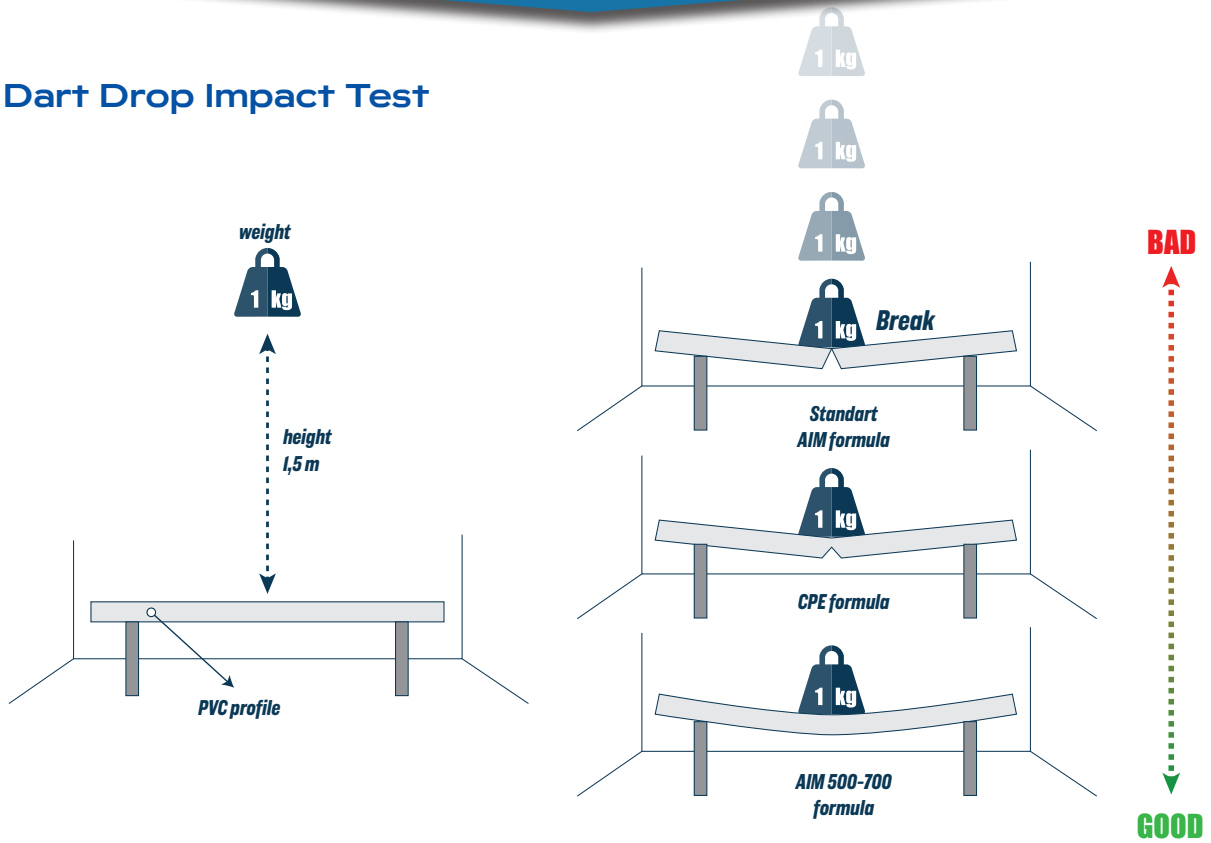 Dart Drop Impact Test
weight
1 kg
height
1,5 m
PVC profile
1 kg
1 kg
1 kg
1 kg
Break
Standart
AIM formula
1 kg
CPE formula
1 kg
AIM 500-700
formula
BAD
GOOD